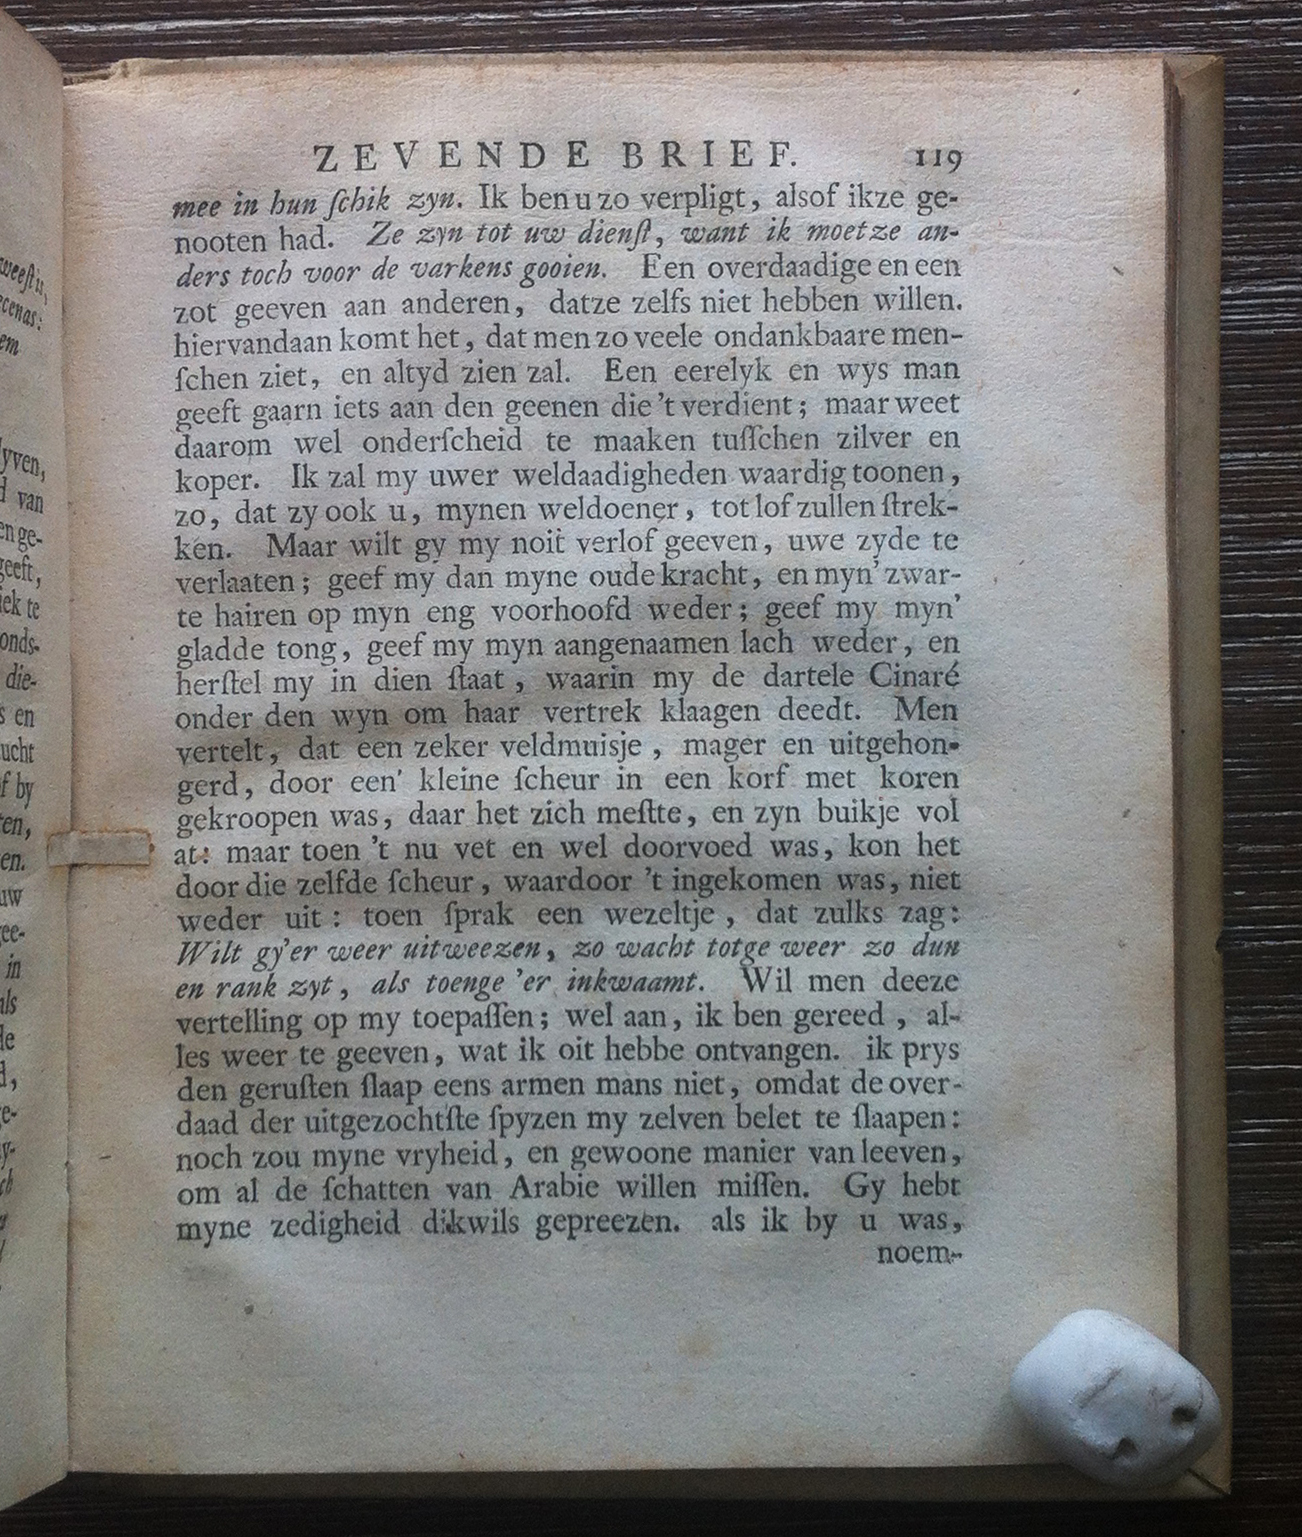 ZEVENDE BRIEF. 119
mee in hun ſchik zyn. Ik ben u zo verpligt, alsof ikze ge-
nooten had. Ze zyn tot uw dienſt, want ik moetze an-
ders toch voor de varkens gooien. Een overdaadige en een
zot geeven aan anderen, datze zelfs niet hebben willen.
hiervandaan komt het, dat men zo veele ondankbaare men-
ſchen ziet, en altyd zien zal. Een eerelyk en wys man
geeft gaarn iets aan den geenen die 't verdient; maar weet
daarom wel onderſcheid te maaken tuſſchen zilver en
koper. Ik zal my uwer weldaadigheden waardig toonen,
zo, dat zy ook u, mynen weldoener, tot lof zullen ſtrek-
ken. Maar wilt gy my noit verlof geeven, uwe zyde te
verlaaten; geef my dan myne oude kracht, en myn' zwar-
te hairen op myn eng voorhoofd weder; geef my myn'
gladde tong, geef my myn aangenaamen lach weder, en
herſtel my in dien ſtaat, waarin my de dartele Cinaré
onder den wyn om haar vertrek klaagen deedt. Men
vertelt, dat een zeker veldmuisje, mager en uitgehon-
gerd, door een' kleine ſcheur in een korf met koren
gekroopen was, daar het zich meſtte, en zyn buikje vol
at: maar toen 't nu vet en wel doorvoed was, kon het
door die zelfde ſcheur, waardoor 't ingekomen was, niet
weder uit: toen ſprak een wezeltje, dat zulks zag:
Wilt gy'er weer uitweezen, zo wacht totge weer zo dun
en rank zyt, als toenge 'er inkwaamt. Wil men deeze
vertelling op my toepaſſen; wel aan, ik ben gereed, al-
les weer te geeven, wat ik oit hebbe ontvangen. ik prys
den geruſten ſlaap eens armen mans niet, omdat de over-
daad der uitgezochtſte ſpyzen my zelven belet te ſlaapen:
noch zou myne vryheid, en gewoone manier van leeven,
om al de ſchatten van Arabie willen miſſen. Gy hebt
myne zedigheid dikwils gepreezen. als ik by u was,
noem-